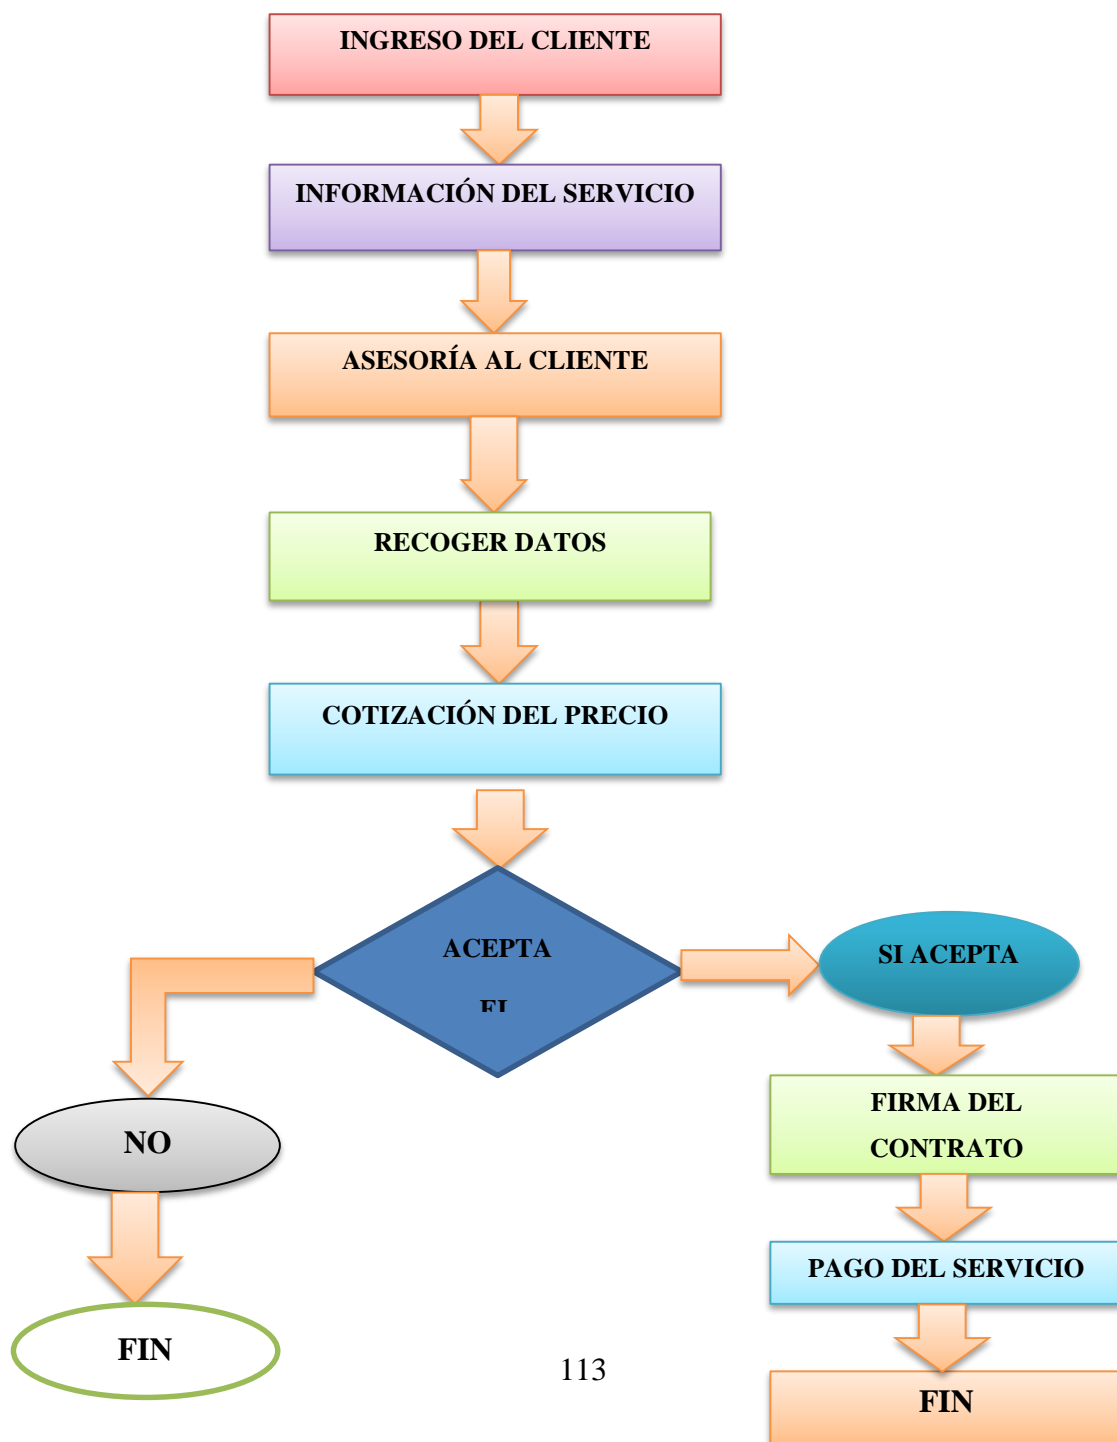 INGRESO DEL CLIENTE
INFORMACIÓN DEL SERVICIO
ASESORÍA AL CLIENTE
RECOGER DATOS
COTIZACIÓN DEL PRECIO
ACEPTA
SI ACEPTA
FIRMA DEL
CONTRATO
NO
PAGO DEL SERVICIO
FIN
113
FIN